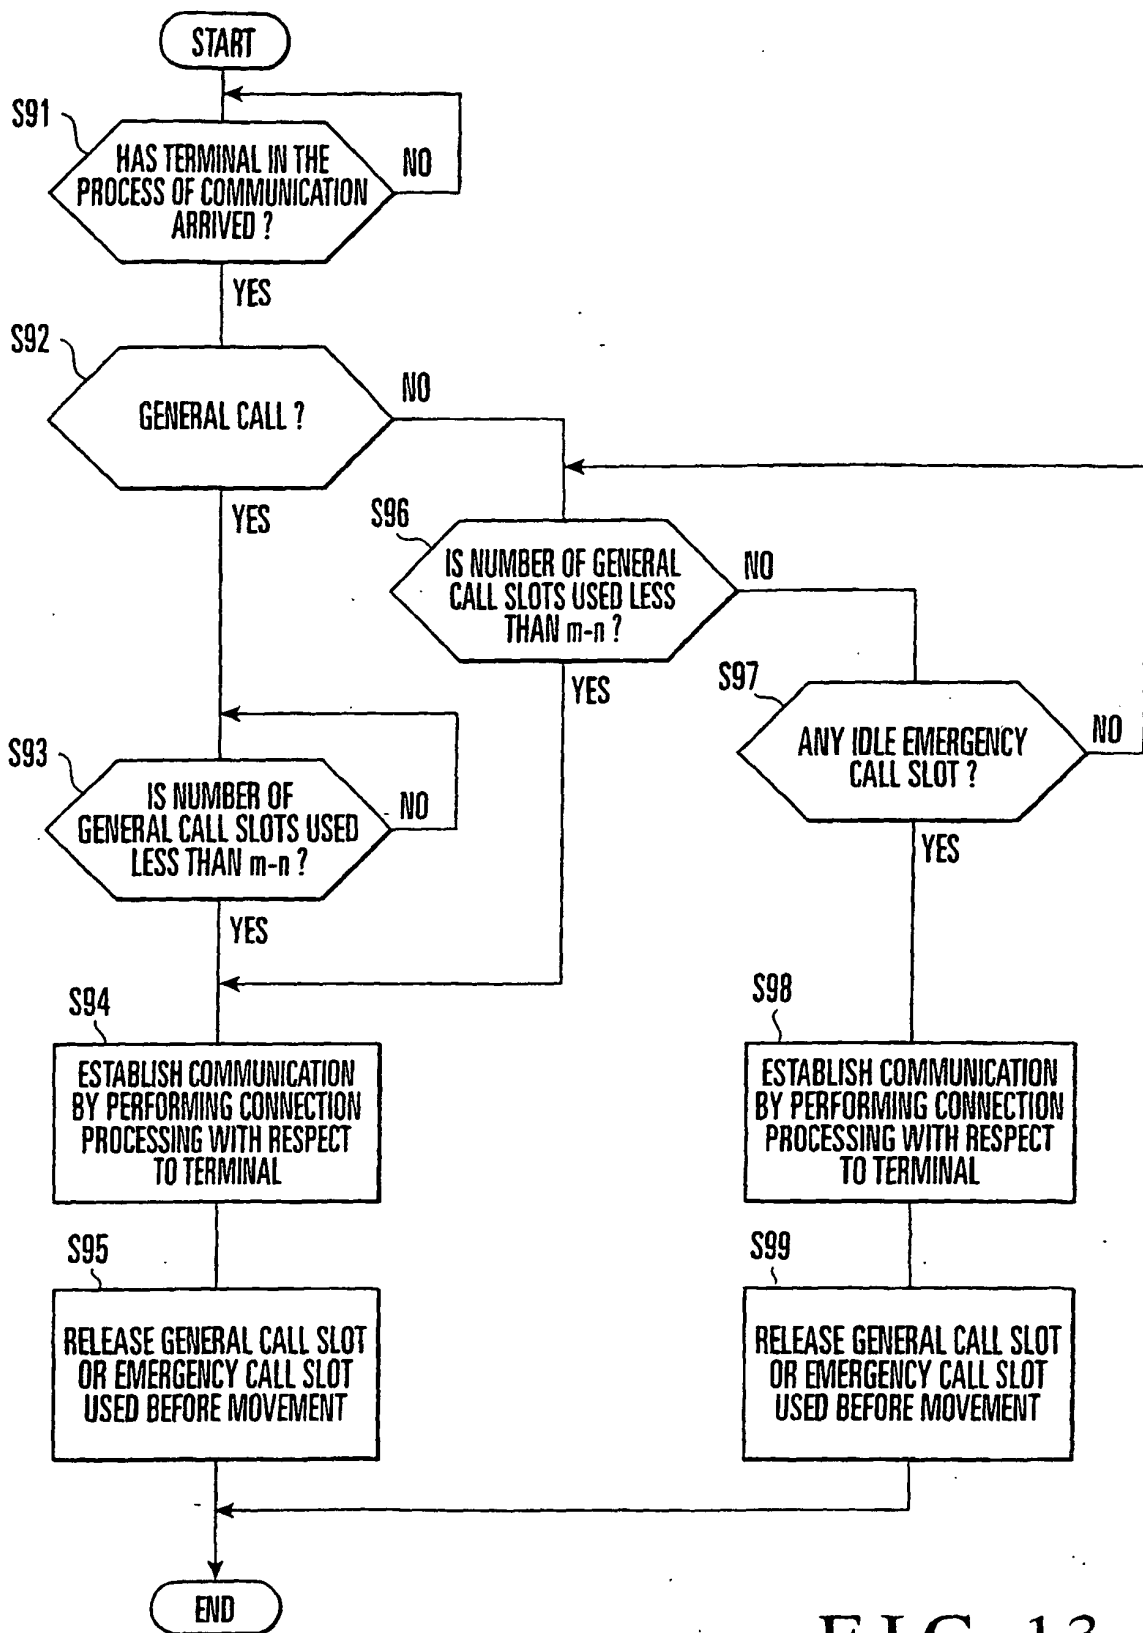 START
S91
HAS TERMINAL IN THE
PROCESS OF COMMUNICATION
ARRIVED ?
NO
YES
S92
GENERAL CALL ?
NO
YES
S96
IS NUMBER OF GENERAL
CALL SLOTS USED LESS
THAN m-n ?
NO
YES
S97
ANY IDLE EMERGENCY
CALL SLOT ?
NO
YES
S93
IS NUMBER OF
GENERAL CALL SLOTS USED
LESS THAN m-n ?
NO
YES
S94
ESTABLISH COMMUNICATION
BY PERFORMING CONNECTION
PROCESSING WITH RESPECT
TO TERMINAL
S98
ESTABLISH COMMUNICATION
BY PERFORMING CONNECTION
PROCESSING WITH RESPECT
TO TERMINAL
S95
RELEASE GENERAL CALL SLOT
OR EMERGENCY CALL SLOT
USED BEFORE MOVEMENT
S99
RELEASE GENERAL CALL SLOT
OR EMERGENCY CALL SLOT
USED BEFORE MOVEMENT
END
FIG. 13